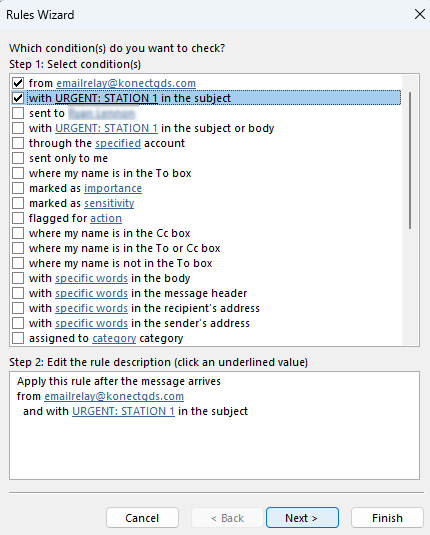 Rules Wizard
Which condition(s) do you want to check?
Step 1: Select condition(s)
from emailrelay@konectgds.com
with URGENT: STATION 1 in the subject
sent to
with URGENT: STATION 1 in the subject or body
through the specified account
sent only to me
where my name is in the To box
marked as importance
marked as sensitivity
flagged for action
where my name is in the Cc box
where my name is in the To or Cc box
where my name is not in the To box
with specific words in the body
with specific words in the message header
with specific words in the recipient's address
with specific words in the sender's address
assigned to category category
Step 2: Edit the rule description (click an underlined value)
Apply this rule after the message arrives
from emailrelay@konectgds.com
and with URGENT: STATION 1 in the subject
Cancel < Back Next > Finish